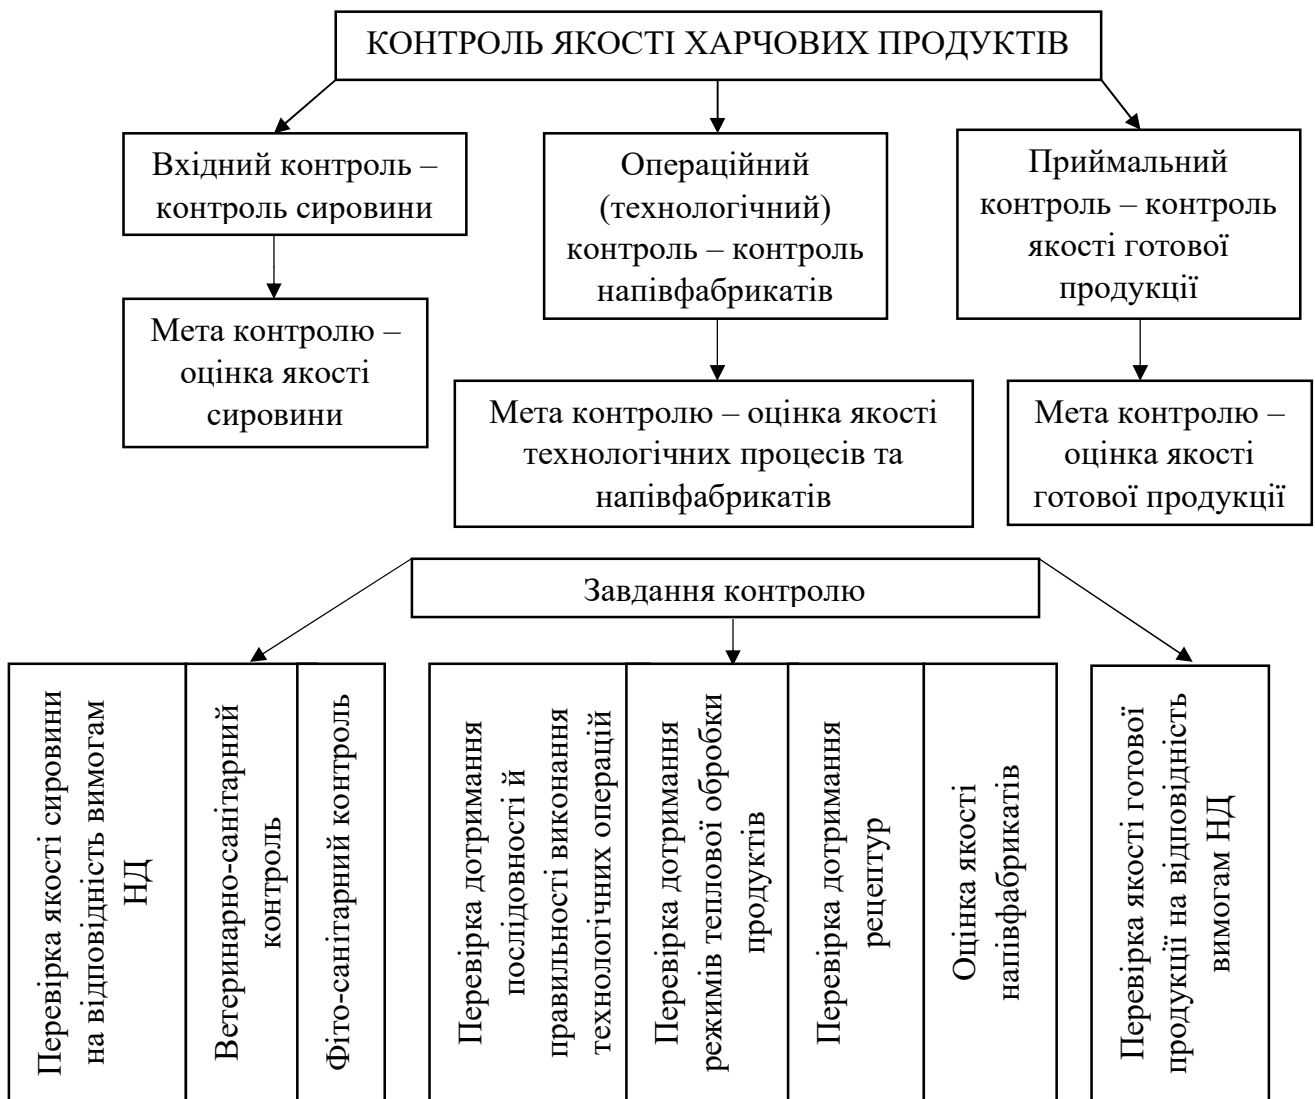 КОНТРОЛЬ ЯКОСТІ ХАРЧОВИХ ПРОДУКТІВ
Вхідний контроль –
контроль сировини
Операційний
(технологічний)
контроль – контроль
напівфабрикатів
Приймальний
контроль – контроль
якості готової
продукції
Мета контролю –
оцінка якості
сировини
Мета контролю – оцінка якості
технологічних процесів та
напівфабрикатів
Мета контролю –
оцінка якості
готової продукції
Завдання контролю
Перевірка якості сировини
на відповідність вимогам
НД
Ветеринарно-санітарний
контроль
Фіто-санітарний контроль
Перевірка дотримання
послідовності й
правильності виконання
технологічних операцій
Перевірка дотримання
режимів теплової обробки
продуктів
Перевірка дотримання
рецептур
Оцінка якості
напівфабрикатів
Перевірка якості готової
продукції на відповідність
вимогам НД